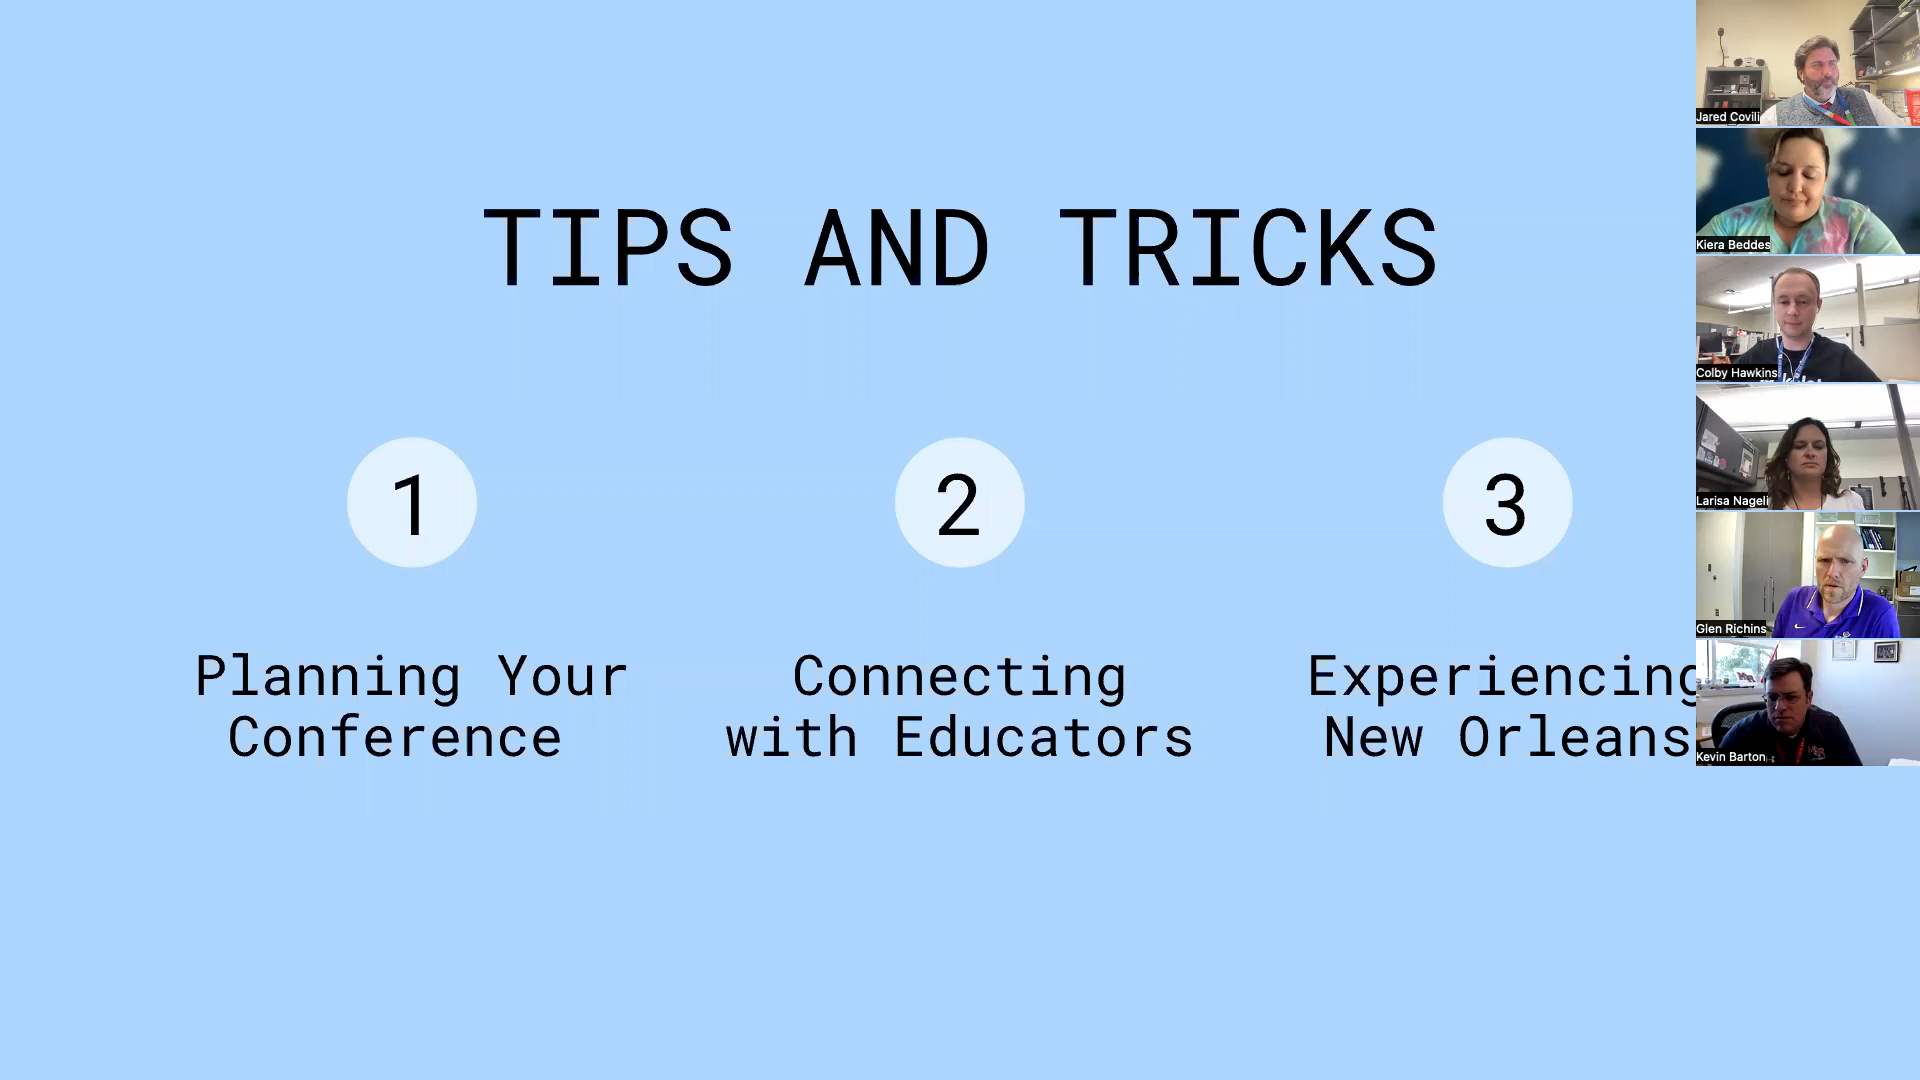 TIPS AND TRICKS
1
2
3
Planning Your
Conference
Connecting
with Educators
Experiencing
New Orleans
Jared Covili
Kiera Beddes
Colby Hawkins
Larisa Nageli
Glen Richins
Kevin Barton